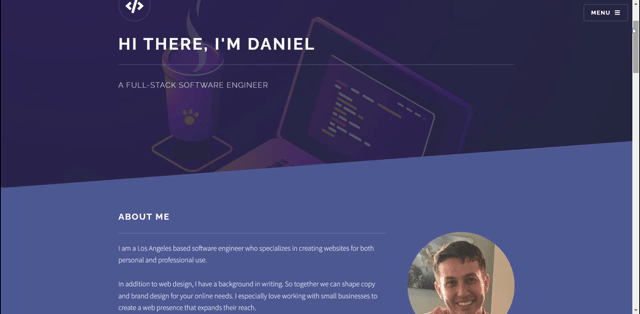 </>
MENU
HI THERE, I'M DANIEL
A FULL-STACK SOFTWARE ENGINEER
ABOUT ME
I am a Los Angeles based software engineer who specializes in creating websites for both
personal and professional use.
In addition to web design, I have a background in writing. So together we can shape copy
and brand design for your online needs. I especially love working with small businesses to
create a web presence that expands their reach.